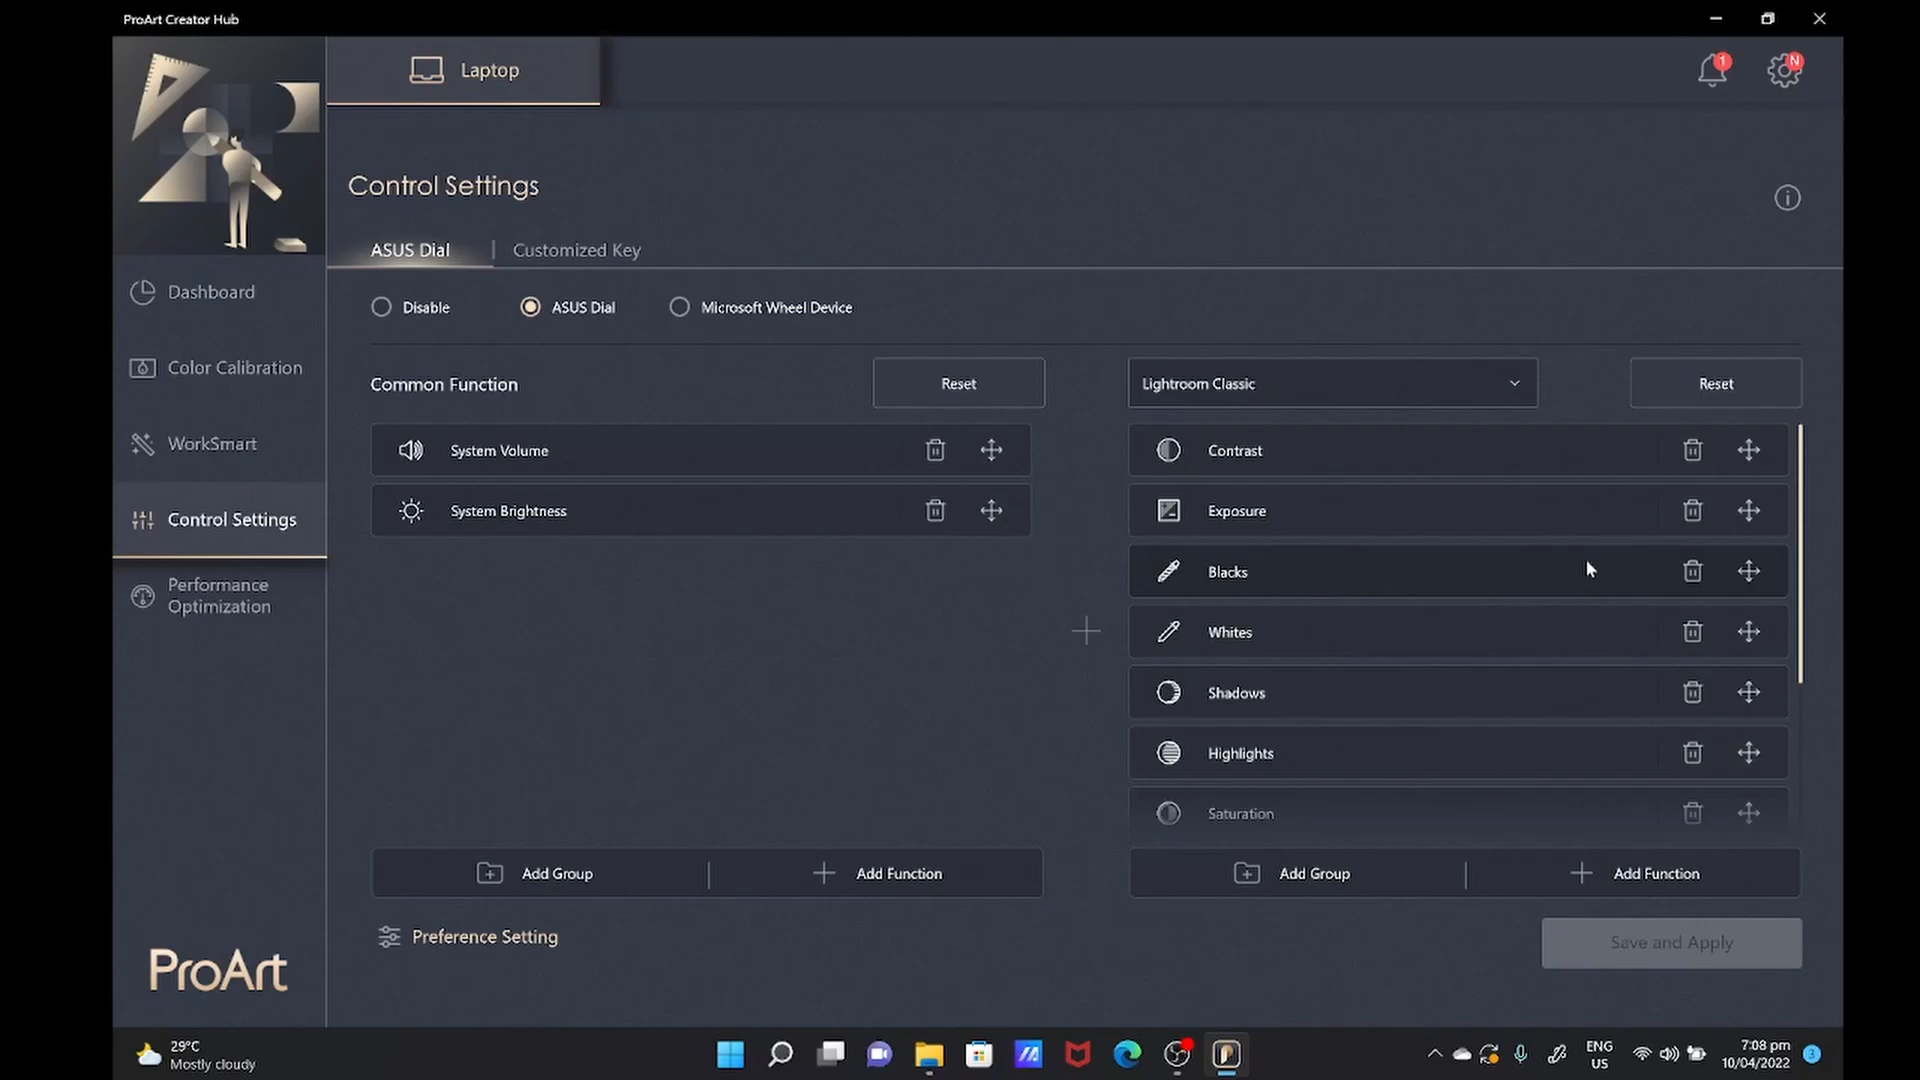 ProArt Creator Hub
Laptop
1
N
Control Settings
ASUS Dial
Customized Key
Disable
ASUS Dial
Microsoft Wheel Device
Dashboard
Color Calibration
WorkSmart
Control Settings
Performance
Optimization
Common Function
Reset
Lightroom Classic
Reset
System Volume
System Brightness
Contrast
Exposure
Blacks
Whites
Shadows
Highlights
Saturation
Add Group
Add Function
Add Group
Add Function
Preference Setting
Save and Apply
ProArt
29°C
Mostly cloudy
ENG
US
7:08 pm
10/04/2022
3